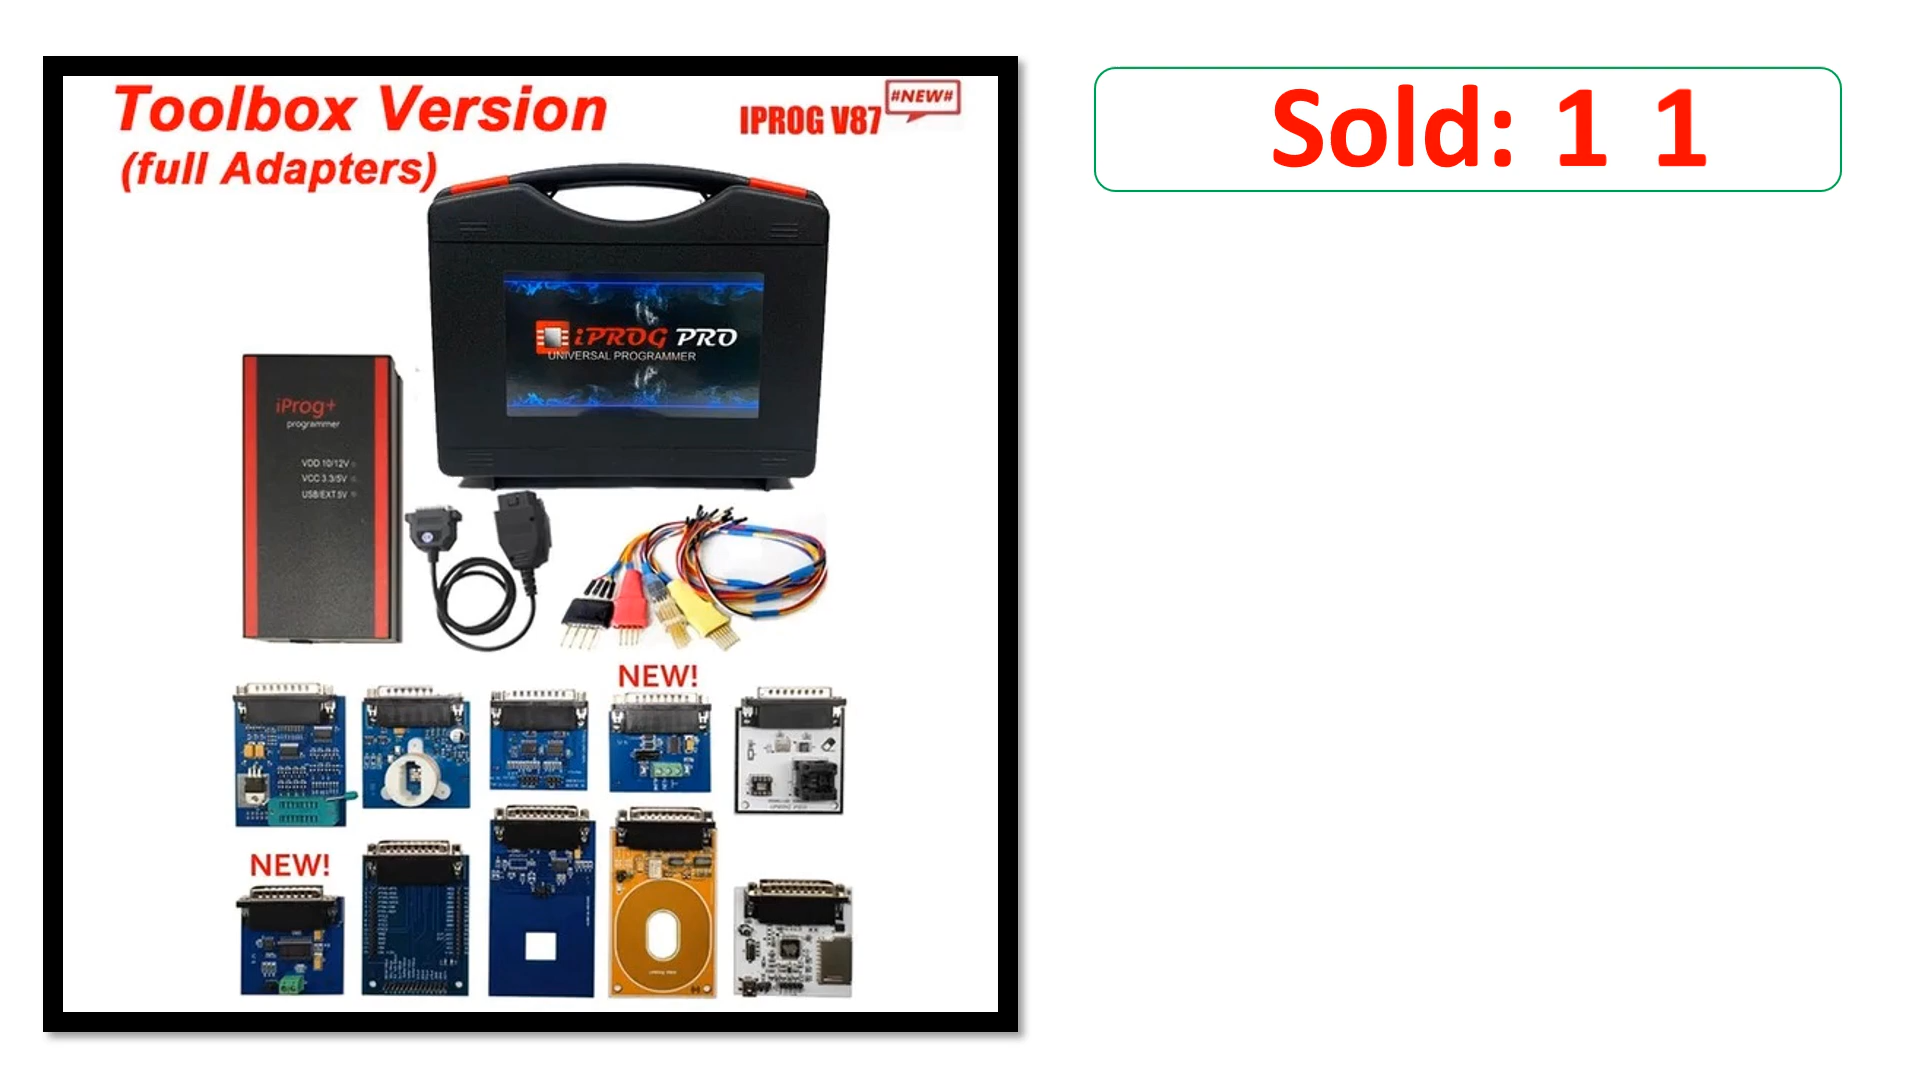 Toolbox Version
(full Adapters)
IPROG V87
#NEW#
Sold: 1 1
iPROG PRO
UNIVERSAL PROGRAMMER
iProg+
programmer
VDD 10/12V
VCC 3.3/5V
USB/EXT.5V
NEW!
NEW!